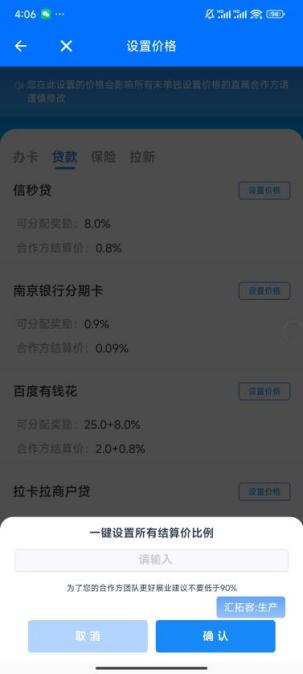 4:06
设置价格
您在此设置的价格会影响所有未单独设置价格的直属合作方请
谨慎修改
办卡 贷款 保险 拉新
信秒贷 设置价格
可分配奖励: 8.0%
合作方结算价: 0.8%
南京银行分期卡 设置价格
可分配奖励: 0.9%
合作方结算价: 0.09%
百度有钱花 设置价格
可分配奖励: 25.0+8.0%
合作方结算价: 2.0+0.8%
拉卡拉商户贷 设置价格
一键设置所有结算价比例
请输入
为了您的合作方团队更好展业建议不要低于90%
汇拓客:生产
取消 确认